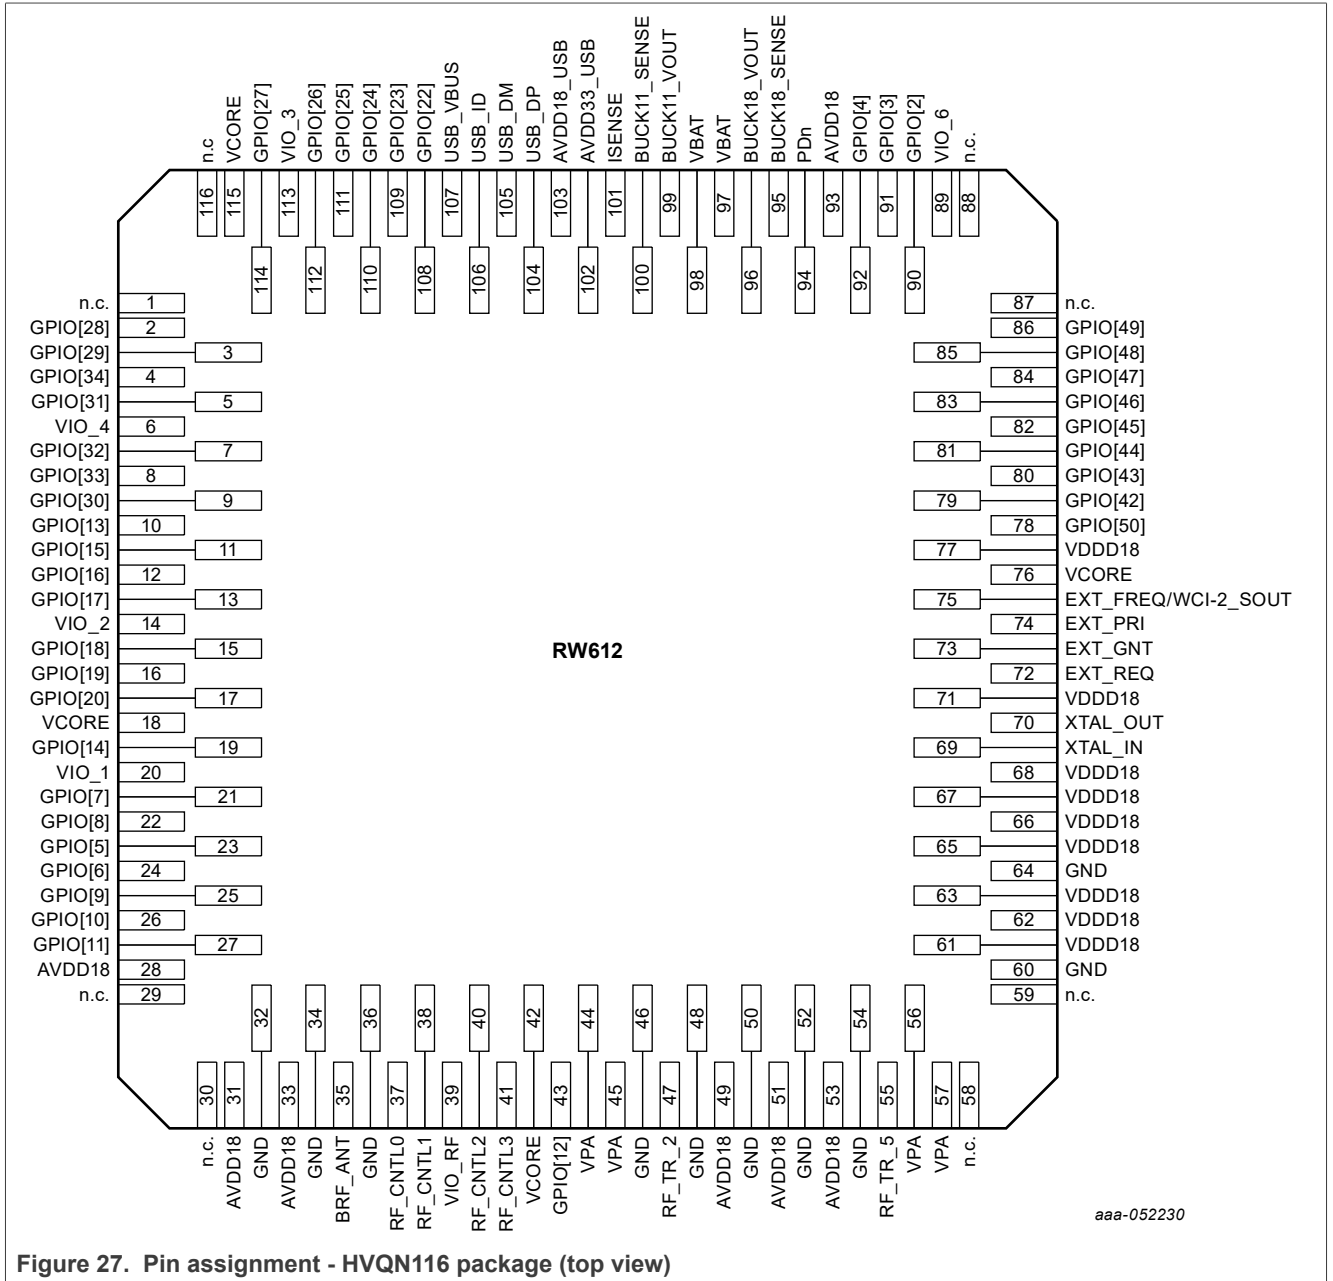 n.c
VCORE
GPIO[27]
VIO_3
GPIO[26]
GPIO[25]
GPIO[24]
GPIO[23]
GPIO[22]
USB_VBUS
USB_ID
USB_DM
USB_DP
AVDD18_USB
AVDD33_USB
ISENSE
BUCK11_SENSE
BUCK11_VOUT
VBAT
VBAT
BUCK18_VOUT
BUCK18_SENSE
PDn
AVDD18
GPIO[4]
GPIO[3]
GPIO[2]
VIO_6
n.c.
116 115 113 111 109 107 105 103 101 99 97 95 93 91 89 88
114 112 110 108 106 104 102 100 98 96 94 92 90
n.c. 1
GPIO[28] 2
GPIO[29] 3
GPIO[34] 4
GPIO[31] 5
VIO_4 6
GPIO[32] 7
GPIO[33] 8
GPIO[30] 9
GPIO[13] 10
GPIO[15] 11
GPIO[16] 12
GPIO[17] 13
VIO_2 14
GPIO[18] 15
GPIO[19] 16
GPIO[20] 17
VCORE 18
GPIO[14] 19
VIO_1 20
GPIO[7] 21
GPIO[8] 22
GPIO[5] 23
GPIO[6] 24
GPIO[9] 25
GPIO[10] 26
GPIO[11] 27
AVDD18 28
n.c. 29
RW612
87 n.c.
86 GPIO[49]
85 GPIO[48]
84 GPIO[47]
83 GPIO[46]
82 GPIO[45]
81 GPIO[44]
80 GPIO[43]
79 GPIO[42]
78 GPIO[50]
77 VDDD18
76 VCORE
75 EXT_FREQ/WCI-2_SOUT
74 EXT_PRI
73 EXT_GNT
72 EXT_REQ
71 VDDD18
70 XTAL_OUT
69 XTAL_IN
68 VDDD18
67 VDDD18
66 VDDD18
65 VDDD18
64 GND
63 VDDD18
62 VDDD18
61 VDDD18
60 GND
59 n.c.
32 34 36 38 40 42 44 46 48 50 52 54 56
30 31 33 35 37 39 41 43 45 47 49 51 53 55 57 58
n.c.
AVDD18
GND
AVDD18
GND
BRF_ANT
GND
RF_CNTL0
RF_CNTL1
VIO_RF
RF_CNTL2
RF_CNTL3
VCORE
GPIO[12]
VPA
VPA
GND
RF_TR_2
GND
AVDD18
GND
AVDD18
GND
AVDD18
GND
RF_TR_5
VPA
VPA
n.c.
aaa-052230
Figure 27. Pin assignment - HVQN116 package (top view)